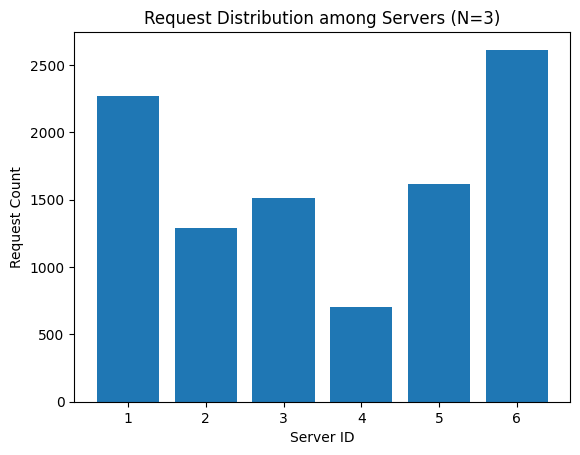 Request Distribution among Servers (N=3)
Request Count
2500
2000
1500
1000
500
0
1 2 3 4 5 6
Server ID